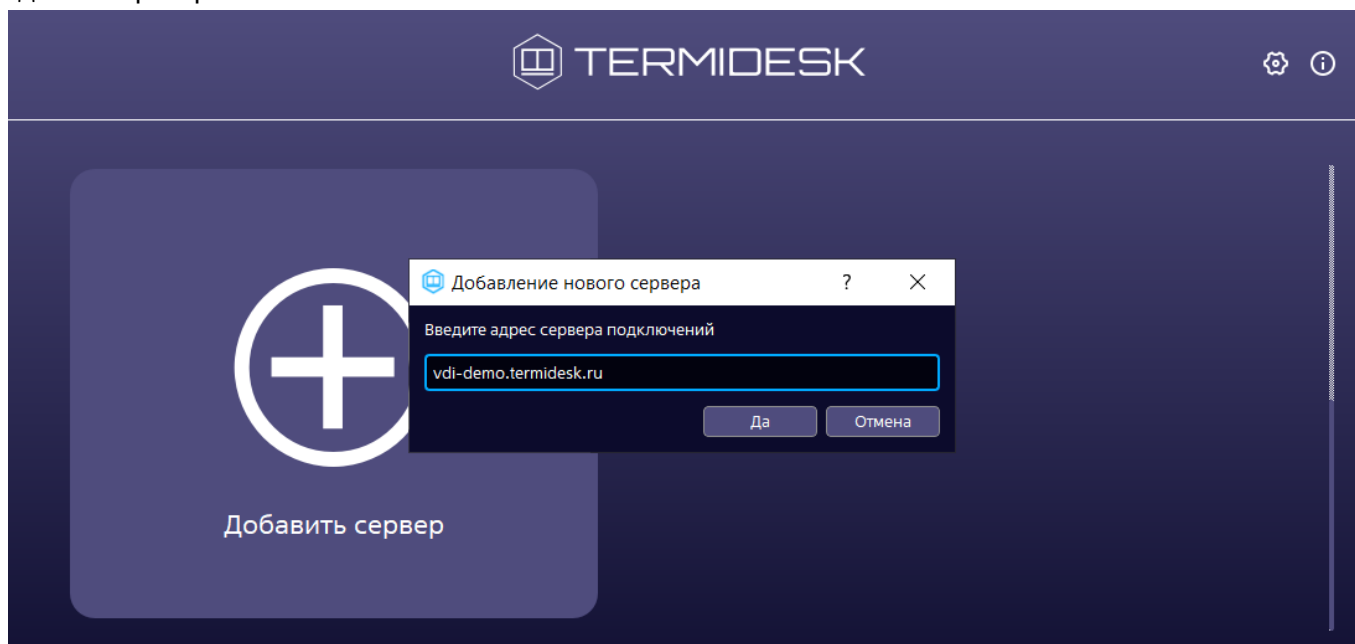 TERMIDESK
Добавление нового сервера
Введите адрес сервера подключений
vdi-demo.termidesk.ru
Да Отмена
Добавить сервер